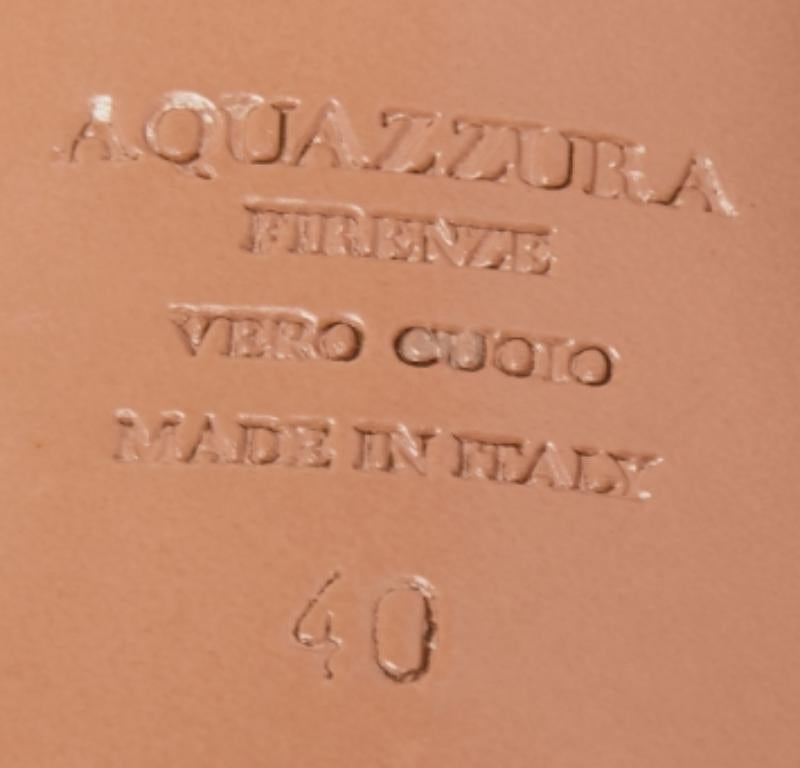 AQUAZZURA
FIRENZE
VERO CUOIO
MADE IN ITALY
40